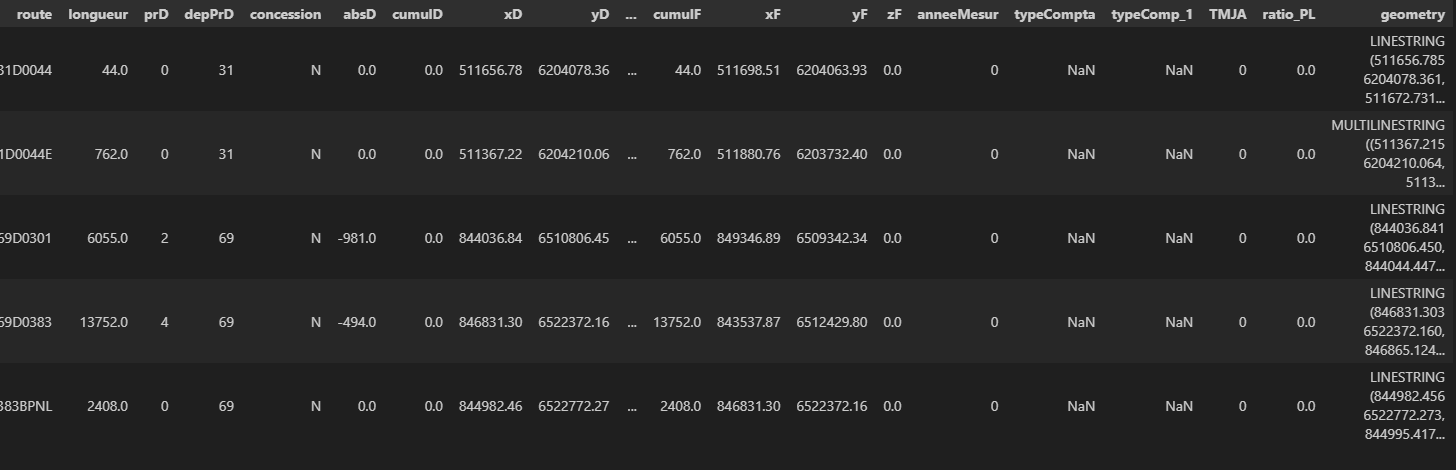 route longueur prD depPrD concession absD cumulD xD yD ... cumulF xF yF zF anneeMesur typeCompta typeComp_1 TMJA ratio_PL geometry
31D0044 44.0 0 31 N 0.0 0.0 511656.78 6204078.36 ... 44.0 511698.51 6204063.93 0.0 0 NaN NaN 0 0.0 LINESTRING
(511656.785
6204078.361,
511672.731...
1D0044E 762.0 0 31 N 0.0 0.0 511367.22 6204210.06 ... 762.0 511880.76 6203732.40 0.0 0 NaN NaN 0 0.0 MULTILINESTRING
((511367.215
6204210.064,
5113...
69D0301 6055.0 2 69 N -981.0 0.0 844036.84 6510806.45 ... 6055.0 849346.89 6509342.34 0.0 0 NaN NaN 0 0.0 LINESTRING
(844036.841
6510806.450,
844044.447...
69D0383 13752.0 4 69 N -494.0 0.0 846831.30 6522372.16 ... 13752.0 843537.87 6512429.80 0.0 0 NaN NaN 0 0.0 LINESTRING
(846831.303
6522372.160,
846865.124...
383BPNL 2408.0 0 69 N 0.0 0.0 844982.46 6522772.27 ... 2408.0 846831.30 6522372.16 0.0 0 NaN NaN 0 0.0 LINESTRING
(844982.456
6522772.273,
844995.417...